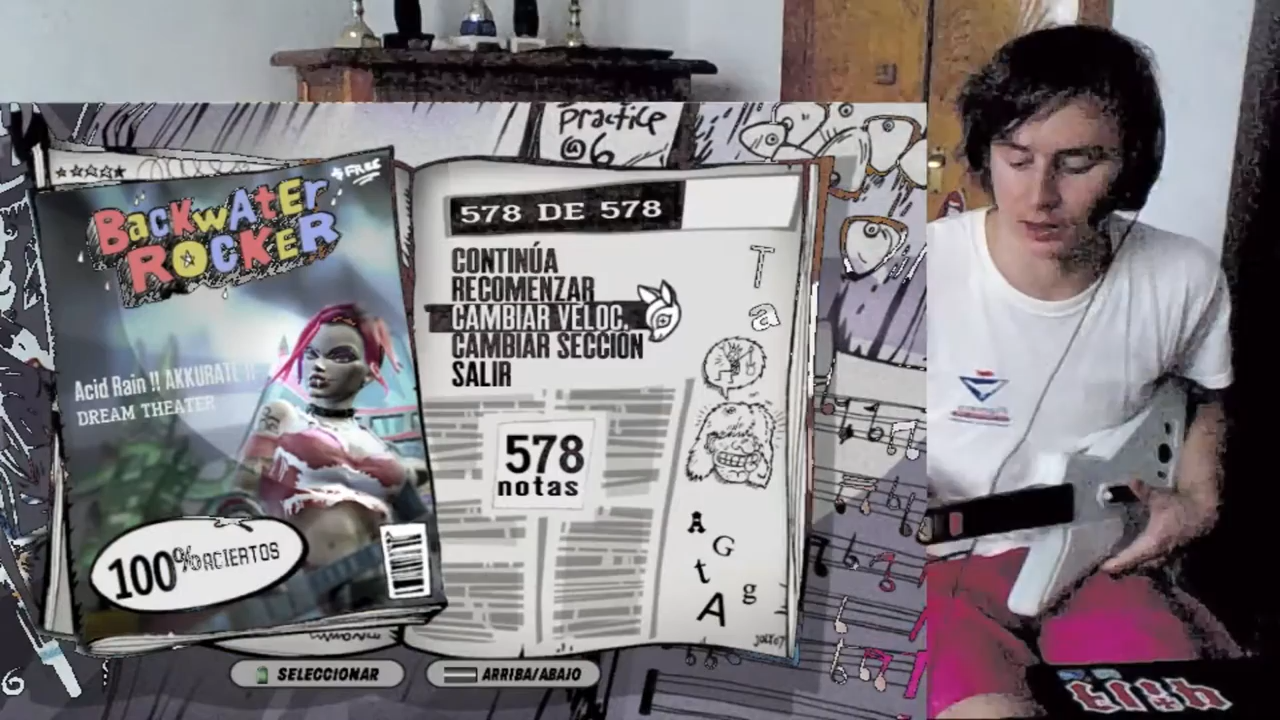 Practice
06
☆☆☆☆☆
BackwAtEr
ROCKER
Acid Rain !! AKKURATE !!
DREAM THEATER
100%
ACIERTOS
578 DE 578
CONTINÚA
RECOMENZAR
CAMBIAR VELOC.
CAMBIAR SECCIÓN
SALIR
578
notas
T
a
A
G
t
A
g
SELECCIONAR
ARRIBA/ABAJO